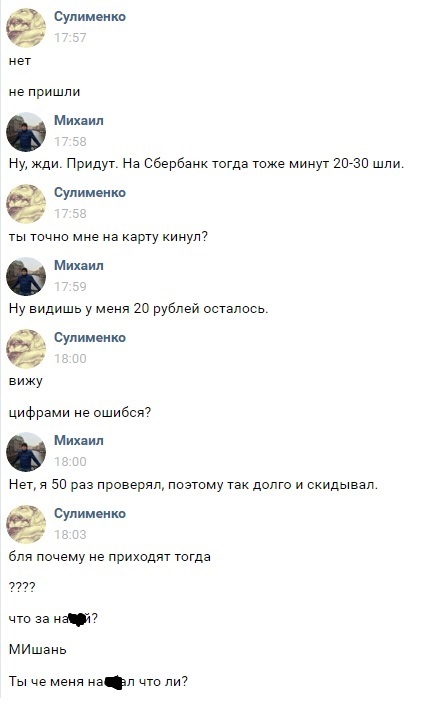 Сулименко
17:57
нет
не пришли
Михаил
17:58
Ну, жди. Придут. На Сбербанк тогда тоже минут 20-30 шли.
Сулименко
17:58
ты точно мне на карту кинул?
Михаил
17:59
Ну видишь у меня 20 рублей осталось.
Сулименко
18:00
вижу
цифрами не ошибся?
Михаил
18:00
Нет, я 50 раз проверял, поэтому так долго и скидывал.
Сулименко
18:03
бля почему не приходят тогда
????
что за
МИшань
Ты че меня что ли?